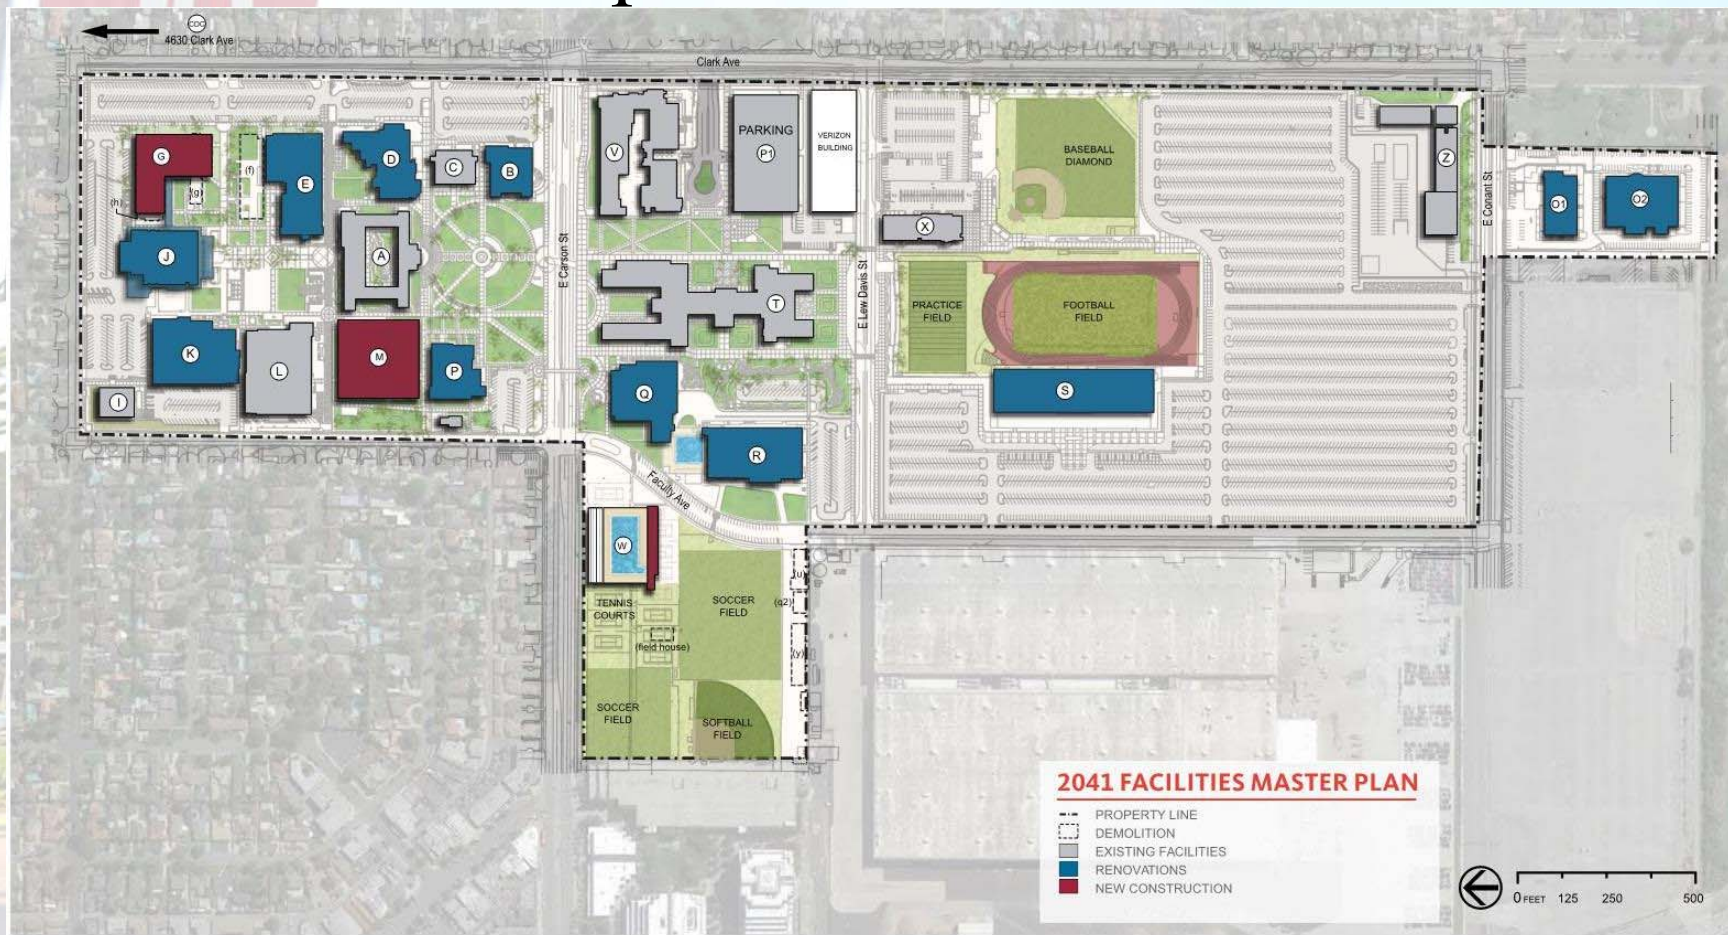 COC
4630 Clark Ave
Clark Ave
G
(g)
(f)
(h)
E
D
C
B
J
A
K
L
M
P
I
E Carson St
V
PARKING
P1
VERIZON
BUILDING
T
E Lew Davis St
X
BASEBALL
DIAMOND
PRACTICE
FIELD
FOOTBALL
FIELD
S
Z
E Conant St
O1
O2
Q
R
Faculty Ave
W
TENNIS
COURTS
(field house)
SOCCER
FIELD
(u)
(q2)
(y)
SOCCER
FIELD
SOFTBALL
FIELD
2041 FACILITIES MASTER PLAN
PROPERTY LINE
DEMOLITION
EXISTING FACILITIES
RENOVATIONS
NEW CONSTRUCTION
0 FEET 125 250 500